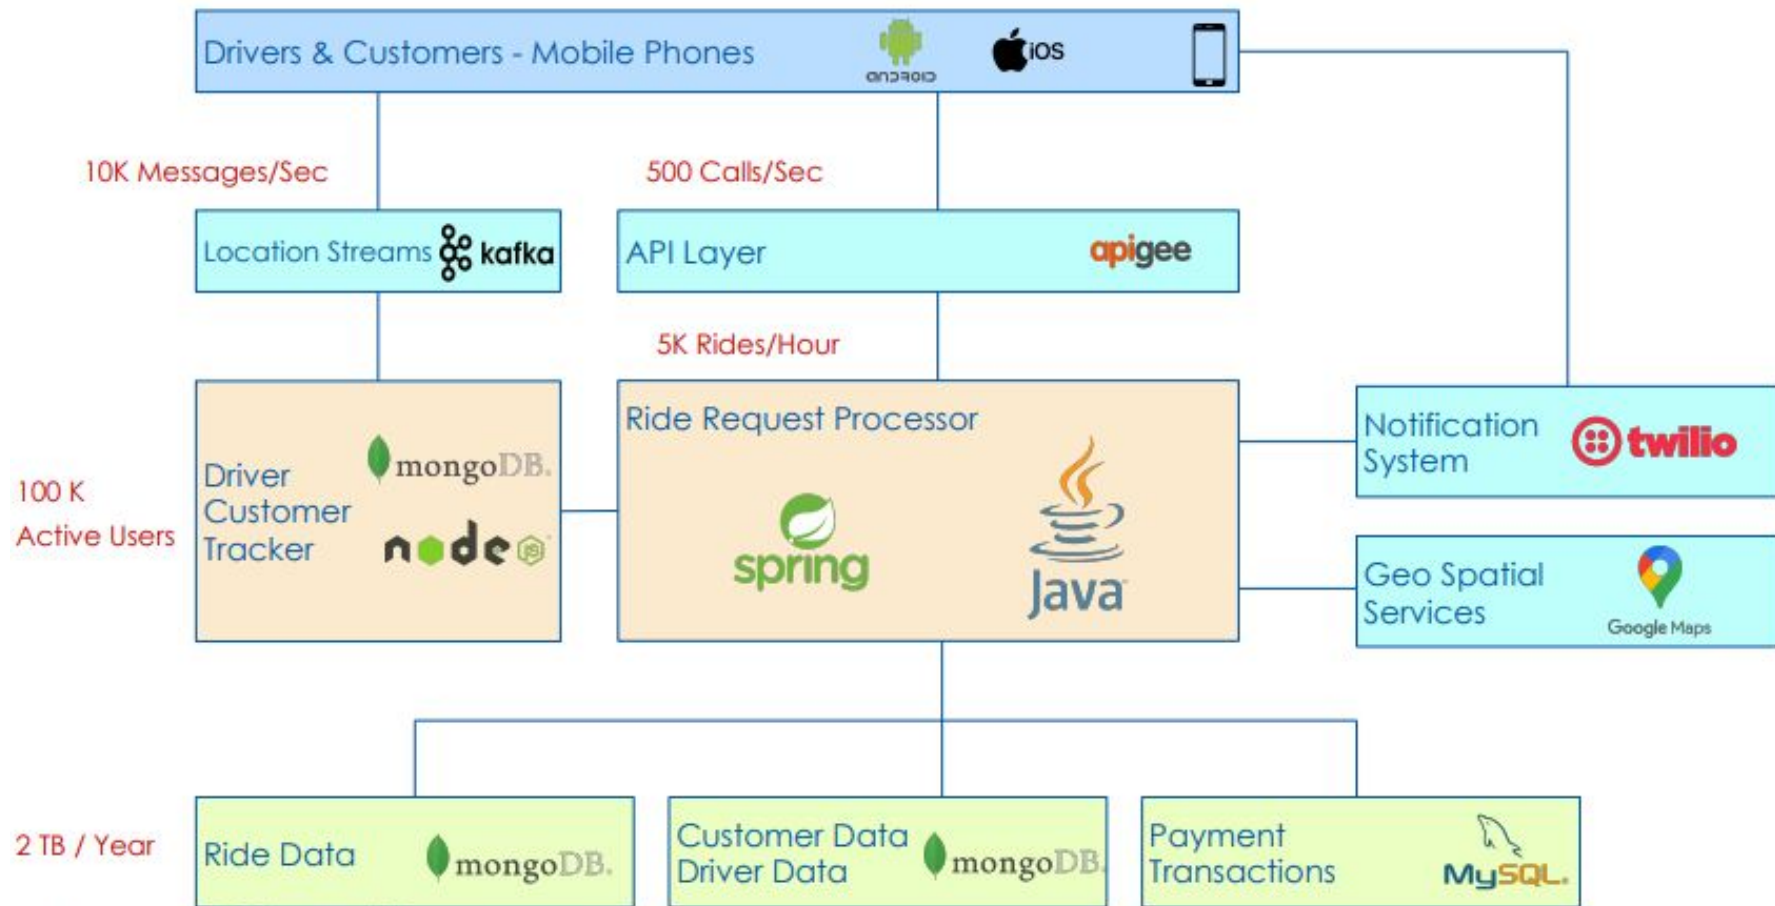 Drivers & Customers - Mobile Phones
ANDROID
iOS
10K Messages/Sec
500 Calls/Sec
Location Streams
kafka
API Layer
apigee
5K Rides/Hour
100 K
Active Users
Driver
Customer
Tracker
mongoDB.
node
JS
Ride Request Processor
spring
Java
Notification
System
twilio
Geo Spatial
Services
Google Maps
2 TB / Year
Ride Data
mongoDB.
Customer Data
Driver Data
mongoDB.
Payment
Transactions
MySQL